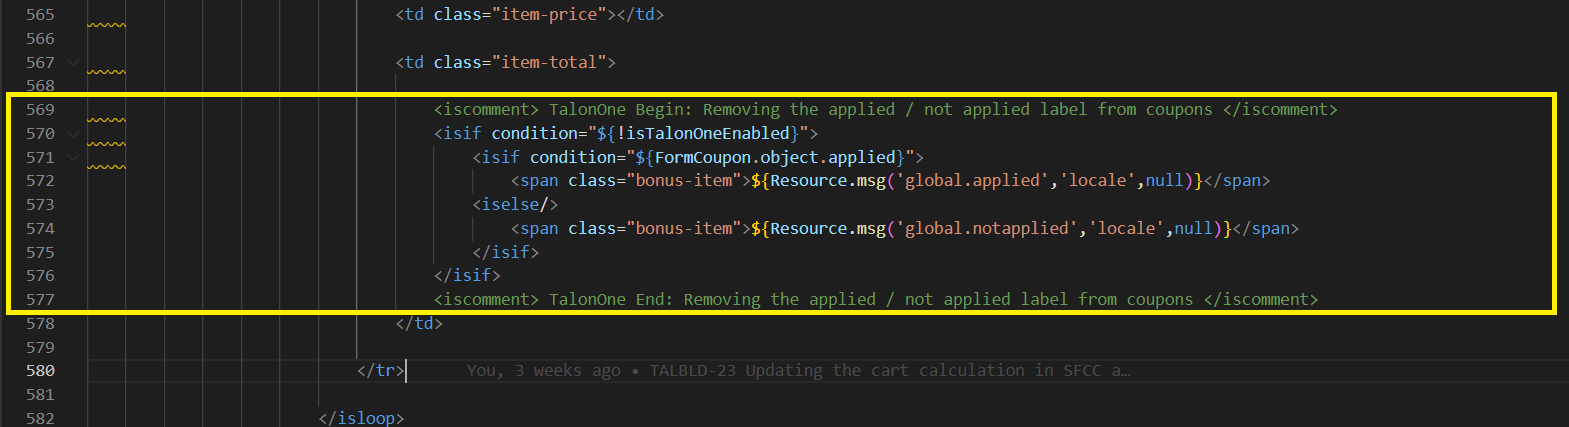 565 <td class="item-price"></td>
566
567 <td class="item-total">
568
569 <iscomment> TalonOne Begin: Removing the applied / not applied label from coupons </iscomment>
570 <isif condition="${!isTalonOneEnabled}">
571 <isif condition="${FormCoupon.object.applied}">
572 <span class="bonus-item">${Resource.msg('global.applied','locale',null)}</span>
573 <iselse/>
574 <span class="bonus-item">${Resource.msg('global.notapplied','locale',null)}</span>
575 </isif>
576 </isif>
577 <iscomment> TalonOne End: Removing the applied / not applied label from coupons </iscomment>
578 </td>
579
580 </tr> You, 3 weeks ago • TALBLD-23 Updating the cart calculation in SFCC a…
581
582 </isloop>